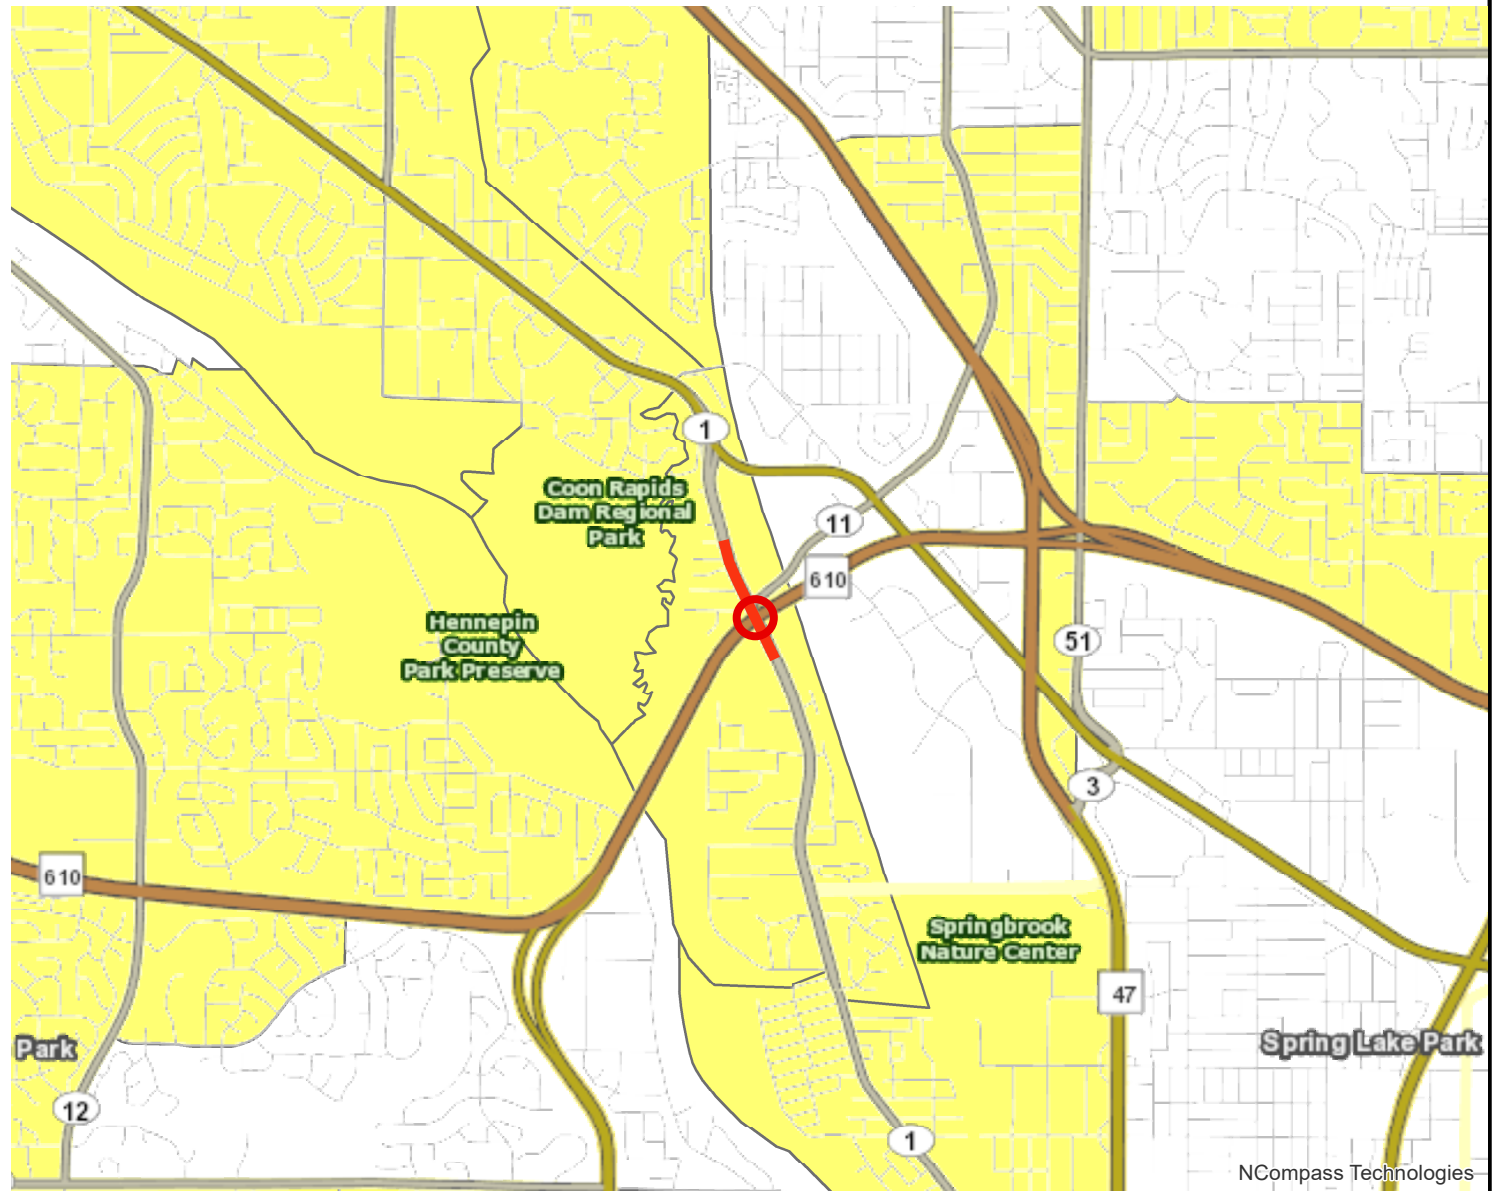 1
Coon Rapids
Dam Regional
Park
11
610
Hennepin
County
Park Preserve
51
3
610
Springbrook
Nature Center
47
Park
Spring Lake Park
12
1
NCompass Technologies